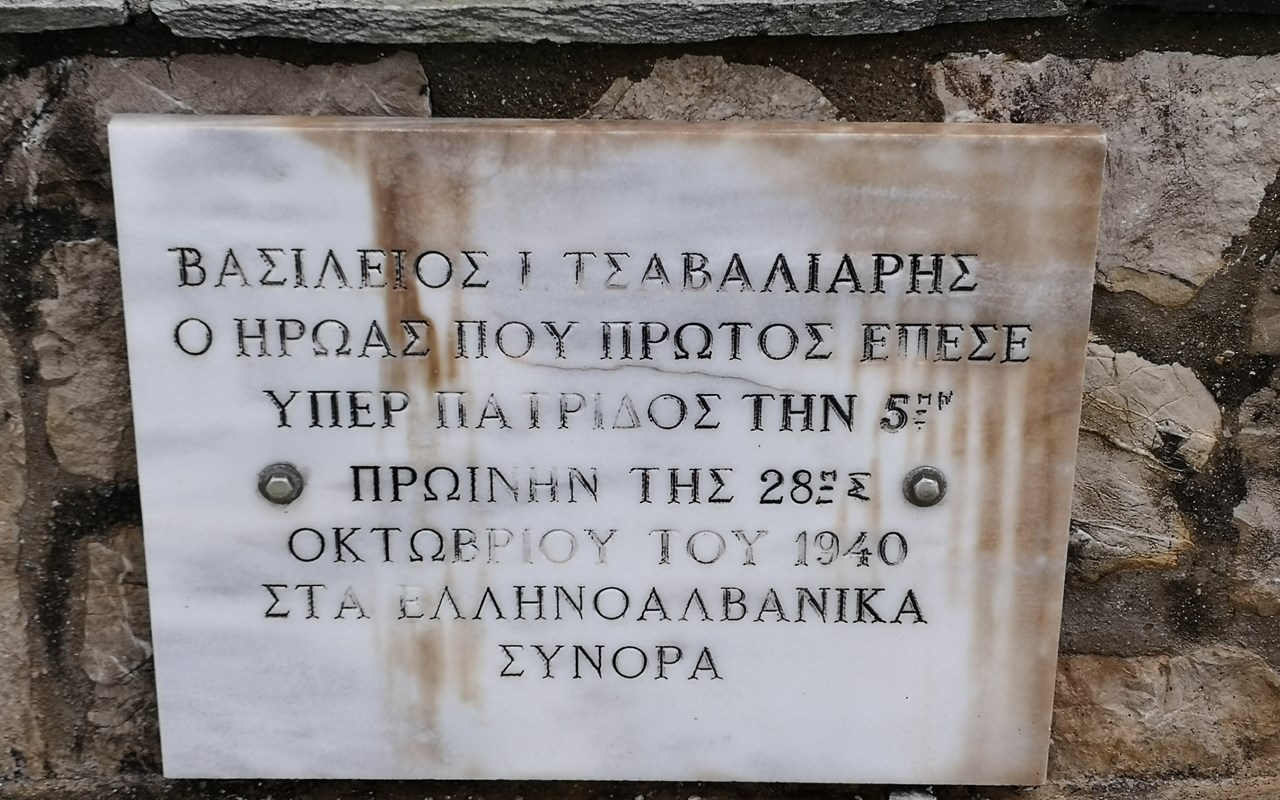 ΒΑΣΙΛΕΙΟΣ Ι ΤΣΑΒΑΛΙΑΡΗΣ
Ο ΗΡΩΑΣ ΠΟΥ ΠΡΩΤΟΣ ΕΠΕΣΕ
ΥΠΕΡ ΠΑΤΡΙΔΟΣ ΤΗΝ 5ΗΝ
ΠΡΩΙΝΗΝ ΤΗΣ 28ΗΣ
ΟΚΤΩΒΡΙΟΥ ΤΟΥ 1940
ΣΤΑ ΕΛΛΗΝΟΑΛΒΑΝΙΚΑ
ΣΥΝΟΡΑ